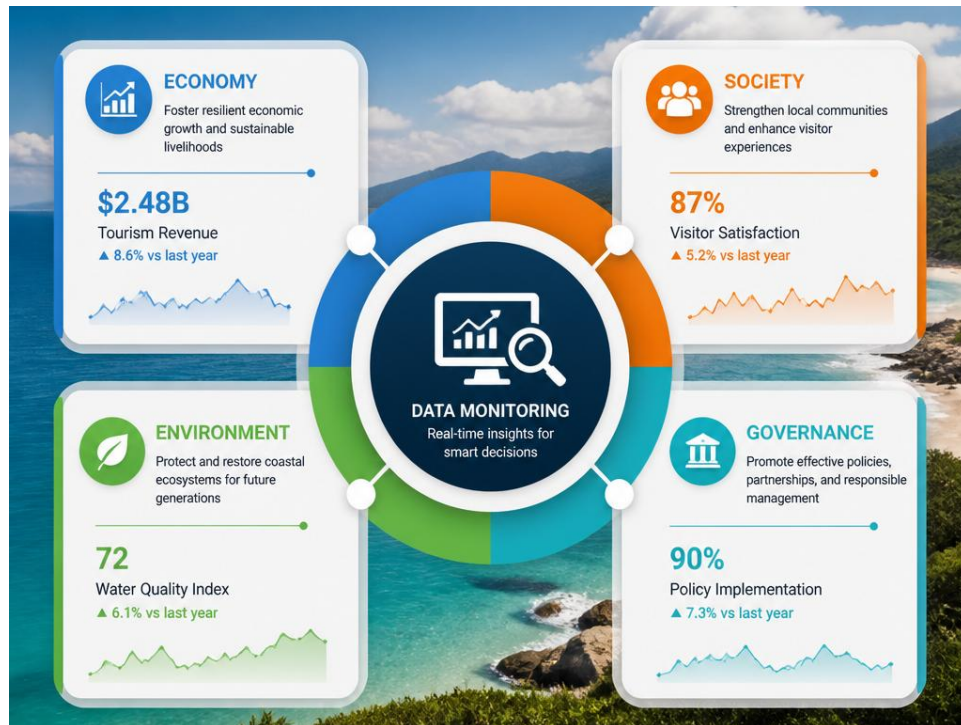 ECONOMY
Foster resilient economic
growth and sustainable
livelihoods
$2.48B
Tourism Revenue
▲ 8.6% vs last year
SOCIETY
Strengthen local communities
and enhance visitor
experiences
87%
Visitor Satisfaction
▲ 5.2% vs last year
DATA MONITORING
Real-time insights for
smart decisions
ENVIRONMENT
Protect and restore coastal
ecosystems for future
generations
72
Water Quality Index
▲ 6.1% vs last year
GOVERNANCE
Promote effective policies,
partnerships, and responsible
management
90%
Policy Implementation
▲ 7.3% vs last year